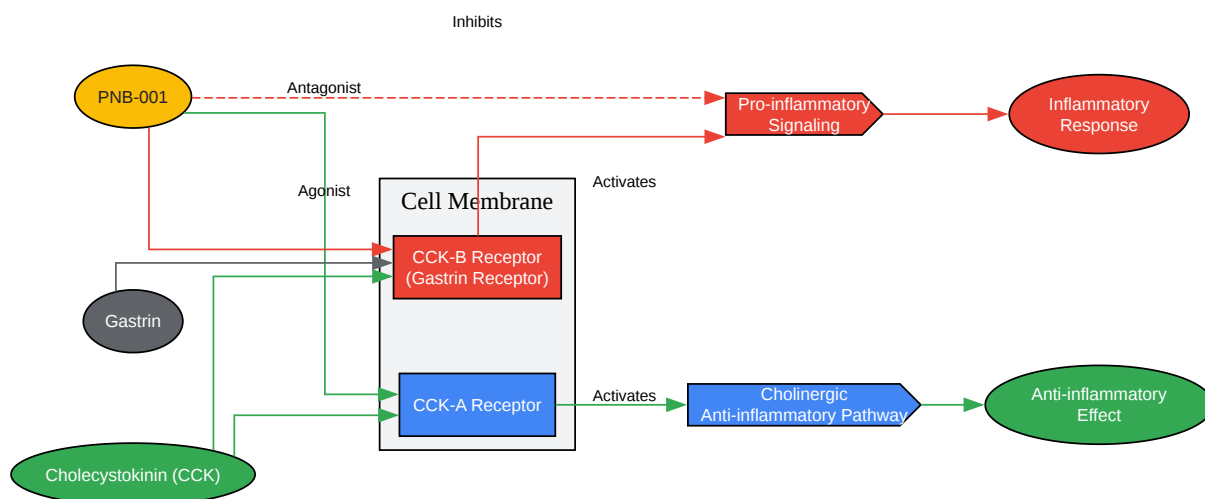 Inhibits
PNB-001
Antagonist
Pro-inflammatory
Signaling
Inflammatory
Response
Agonist
Activates
Cell Membrane
CCK-B Receptor
(Gastrin Receptor)
Gastrin
CCK-A Receptor
Activates
Cholinergic
Anti-inflammatory Pathway
Anti-inflammatory
Effect
Cholecystokinin (CCK)